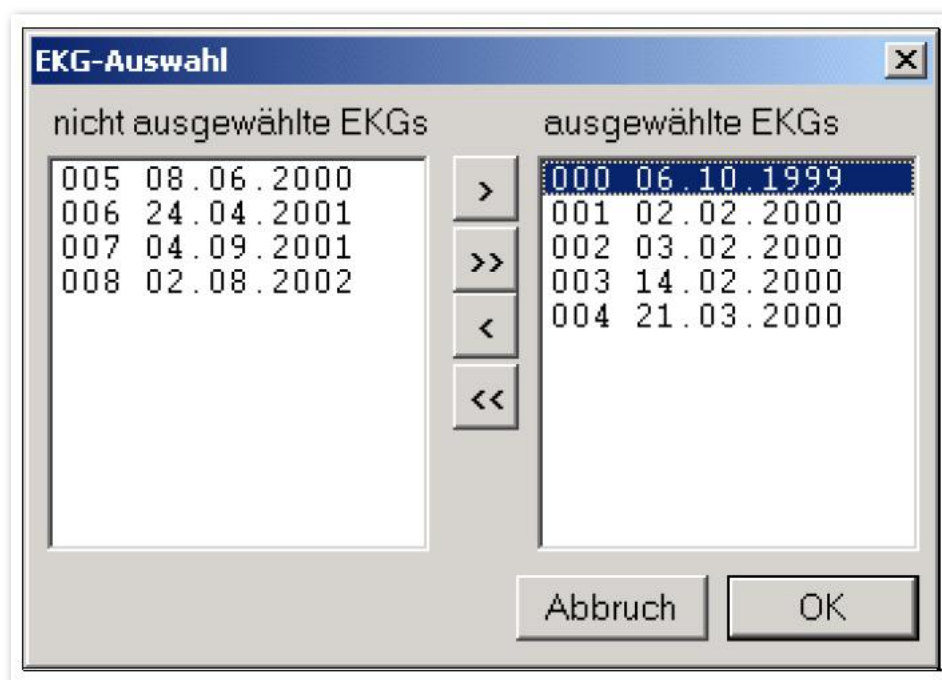 EKG-Auswahl
nicht ausgewählte EKGs
005 08.06.2000
006 24.04.2001
007 04.09.2001
008 02.08.2002
>
>>
<
<<
ausgewählte EKGs
000 06.10.1999
001 02.02.2000
002 03.02.2000
003 14.02.2000
004 21.03.2000
Abbruch
OK